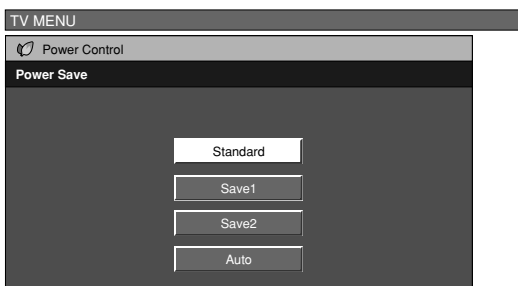 TV MENU
Power Control
Power Save
Standard
Save1
Save2
Auto